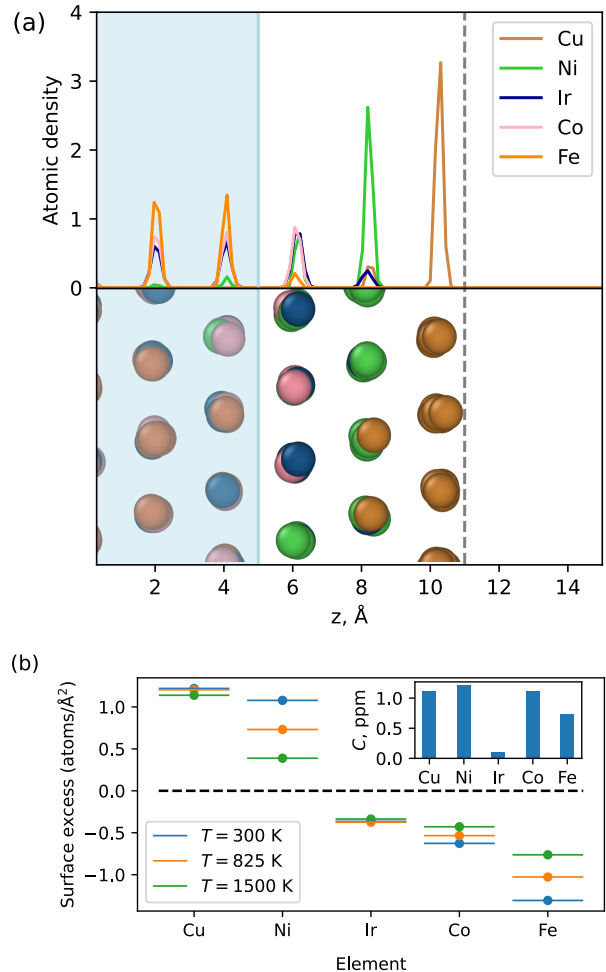 (a)
Atomic density
4
3
2
1
0
Cu
Ni
Ir
Co
Fe
2
4
6
8
10
12
14
z, Å
(b)
Surface excess (atoms/Å²)
1.0
0.5
0.0
−0.5
−1.0
C, ppm
1.0
0.5
0.0
Cu Ni Ir Co Fe
T = 300 K
T = 825 K
T = 1500 K
Cu Ni Ir Co Fe
Element